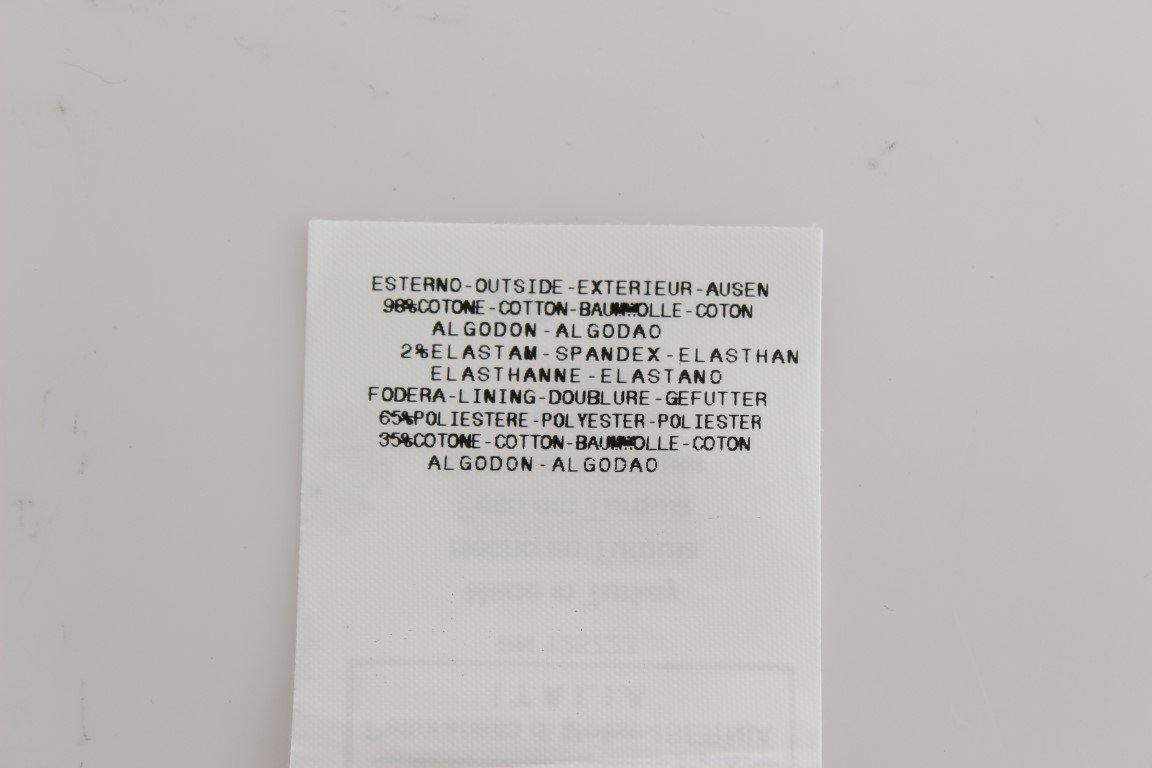 ESTERNO-OUTSIDE-EXTERIEUR-AUSEN
98%COTONE-COTTON-BAUMWOLLE-COTON
ALGODON-ALGODAO
2%ELASTAM-SPANDEX-ELASTHAN
ELASTHANNE-ELASTANO
FODERA-LINING-DOUBLURE-GEFUTTER
65%POLIESTERE-POLYESTER-POLIESTER
35%COTONE-COTTON-BAUMWOLLE-COTON
ALGODON-ALGODAO